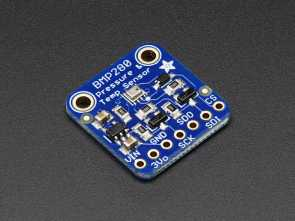 BMP280
Pressure &
Temp Sensor
VIN
3Vo
GND
SCK
SDO
SDI
CS